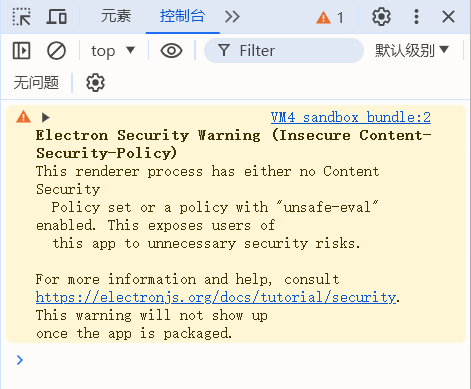 元素 控制台 1
top Filter 默认级别
无问题
VM4 sandbox bundle:2
Electron Security Warning (Insecure Content-
Security-Policy)
This renderer process has either no Content
Security
Policy set or a policy with "unsafe-eval"
enabled. This exposes users of
this app to unnecessary security risks.
For more information and help, consult
https://electronjs.org/docs/tutorial/security.
This warning will not show up
once the app is packaged.